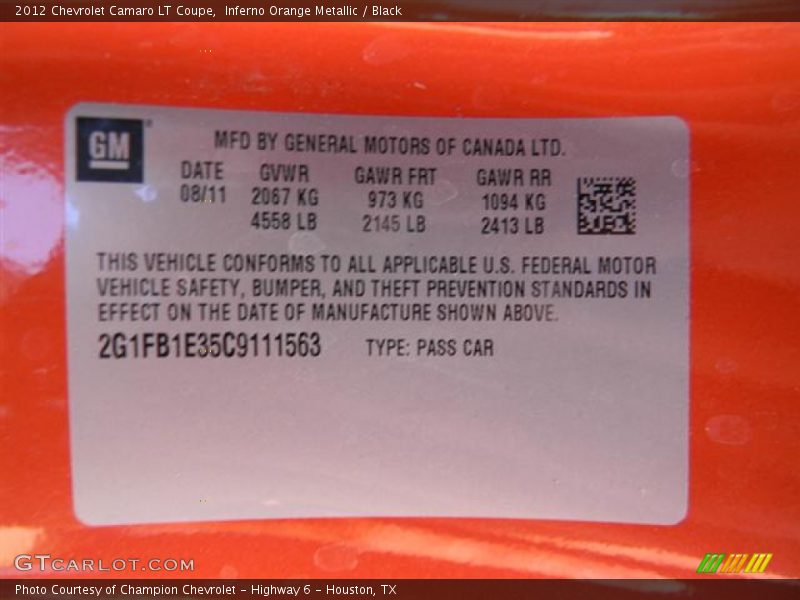 2012 Chevrolet Camaro LT Coupe,  Inferno Orange Metallic / Black
GM
MFD BY GENERAL MOTORS OF CANADA LTD.
DATE GVWR GAWR FRT GAWR RR
08/11 2067 KG 973 KG 1094 KG
4558 LB 2145 LB 2413 LB
THIS VEHICLE CONFORMS TO ALL APPLICABLE U.S. FEDERAL MOTOR
VEHICLE SAFETY, BUMPER, AND THEFT PREVENTION STANDARDS IN
EFFECT ON THE DATE OF MANUFACTURE SHOWN ABOVE.
2G1FB1E35C9111563 TYPE: PASS CAR
GTCARLOT.COM
Photo Courtesy of Champion Chevrolet - Highway 6 - Houston, TX